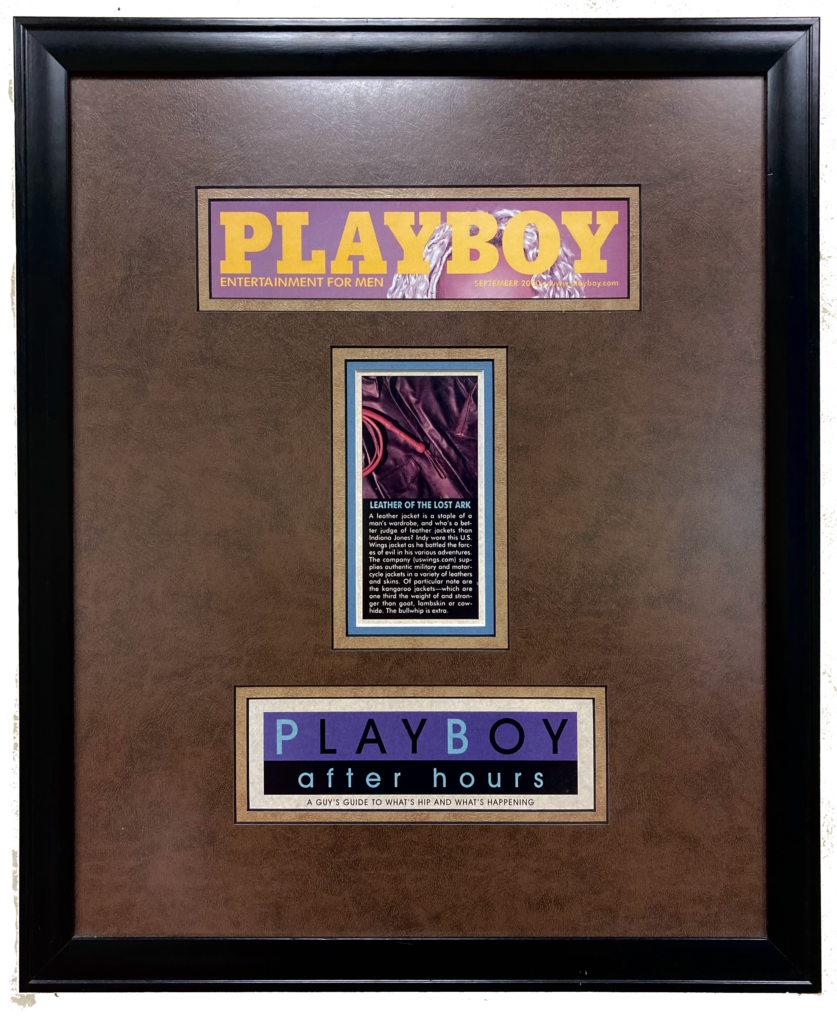 PLAYBOY
ENTERTAINMENT FOR MEN
SEPTEMBER
PLAYBOY
LEATHER OF THE LOST ARK
A leather jacket is a staple of a
man's wardrobe, and who's a bet-
ter judge of leather jackets than
Indiana Jones? Indy wore this U.S.
Wings jacket as he battled the forc-
es of evil in his various adventures.
The company (uswings.com) sup-
plies authentic military and motor-
cycle jackets in a variety of leathers
and skins. Of particular note are
the kangaroo jackets—which are
one third the weight of and stron-
ger than goat, lambskin or cow-
hide. The bullwhip is extra.
PLAYBOY
after hours
A GUY'S GUIDE TO WHAT'S HIP AND WHAT'S HAPPENING